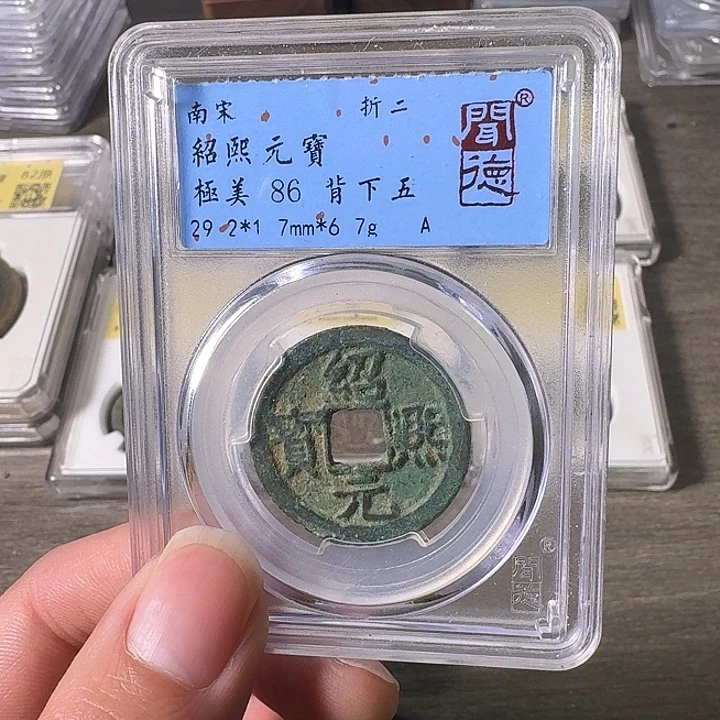 南宋 折二
紹熙元寶
極美 86 背下五
29 2*1 7mm*6 7g A
聞德®
紹
熙
元
寶